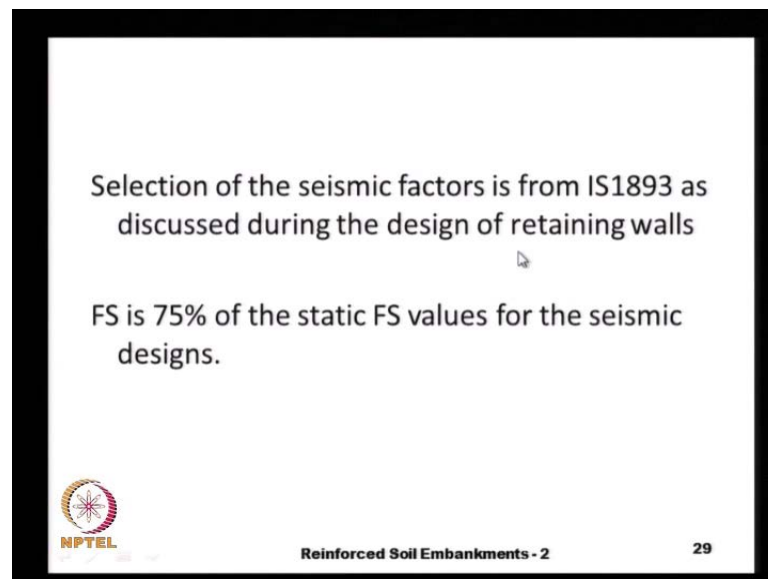 Selection of the seismic factors is from IS1893 as
discussed during the design of retaining walls
FS is 75% of the static FS values for the seismic
designs.
NPTEL
Reinforced Soil Embankments - 2
29